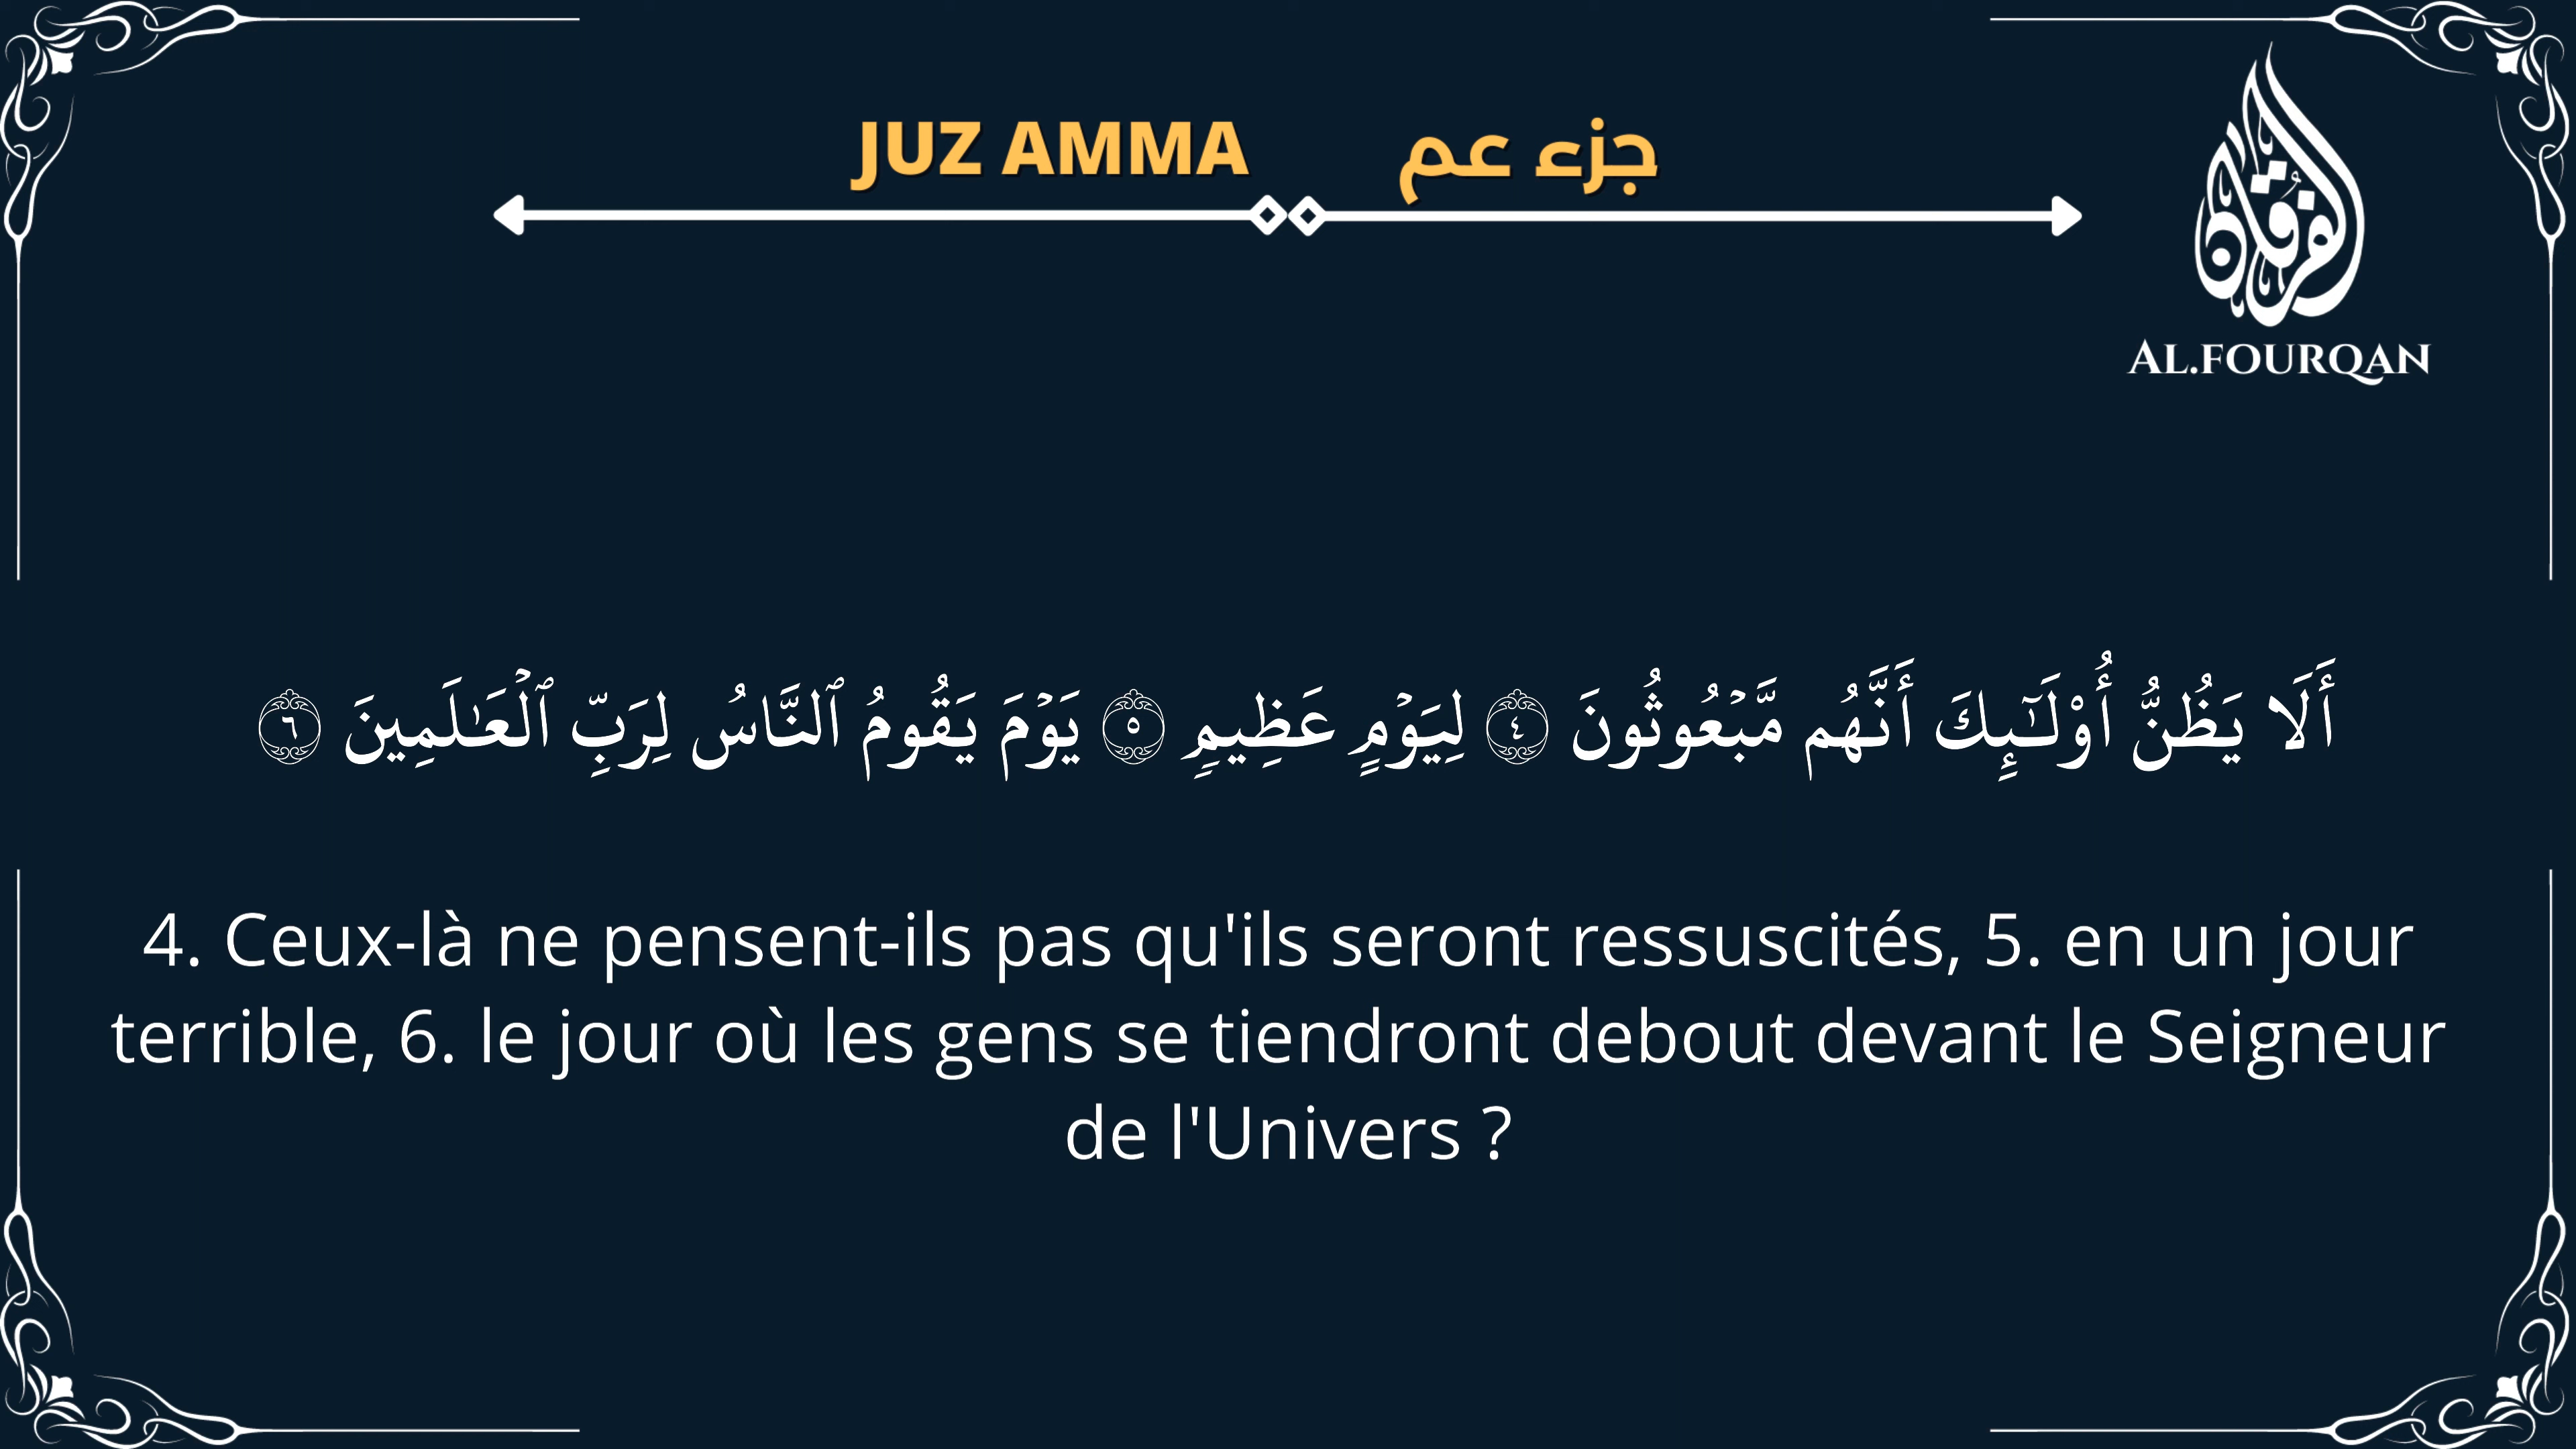 JUZ AMMA جزء عم
الفرقان
AL.FOURQAN
أَلَا يَظُنُّ أُو۟لَـٰٓئِكَ أَنَّهُم مَّبۡعُوثُونَ ٤ لِيَوۡمٍ عَظِيمࣲ ٥ يَوۡمَ يَقُومُ ٱلنَّاسُ لِرَبِّ ٱلۡعَـٰلَمِينَ ٦
4. Ceux-là ne pensent-ils pas qu'ils seront ressuscités, 5. en un jour
terrible, 6. le jour où les gens se tiendront debout devant le Seigneur
de l'Univers ?